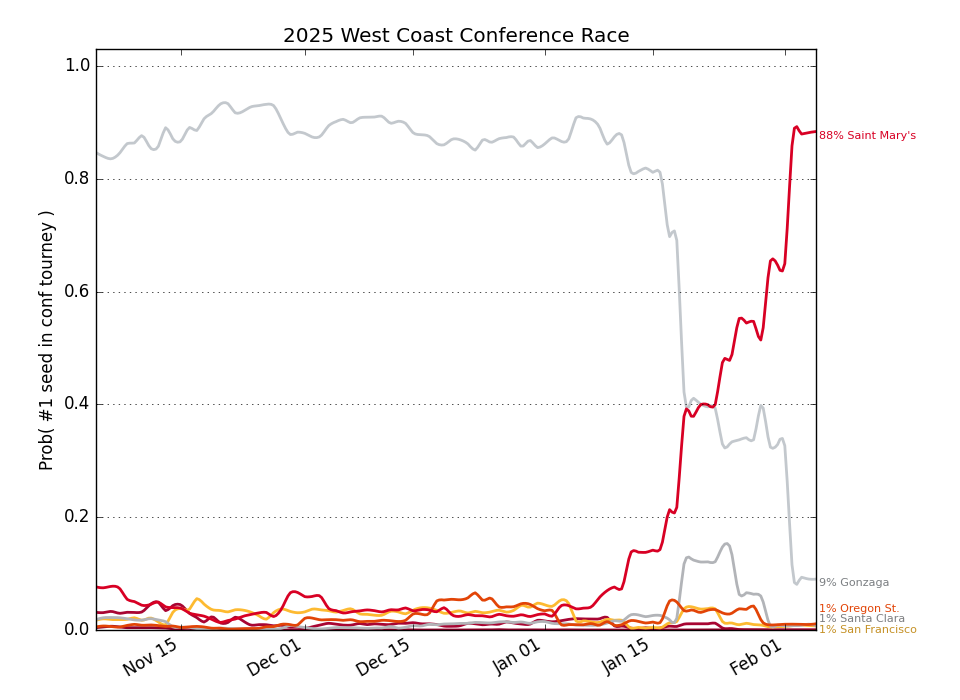 2025 West Coast Conference Race
Prob( #1 seed in conf tourney )
1.0
0.8
0.6
0.4
0.2
0.0
Nov 15
Dec 01
Dec 15
Jan 01
Jan 15
Feb 01
88% Saint Mary's
9% Gonzaga
1% Oregon St.
1% Santa Clara
1% San Francisco